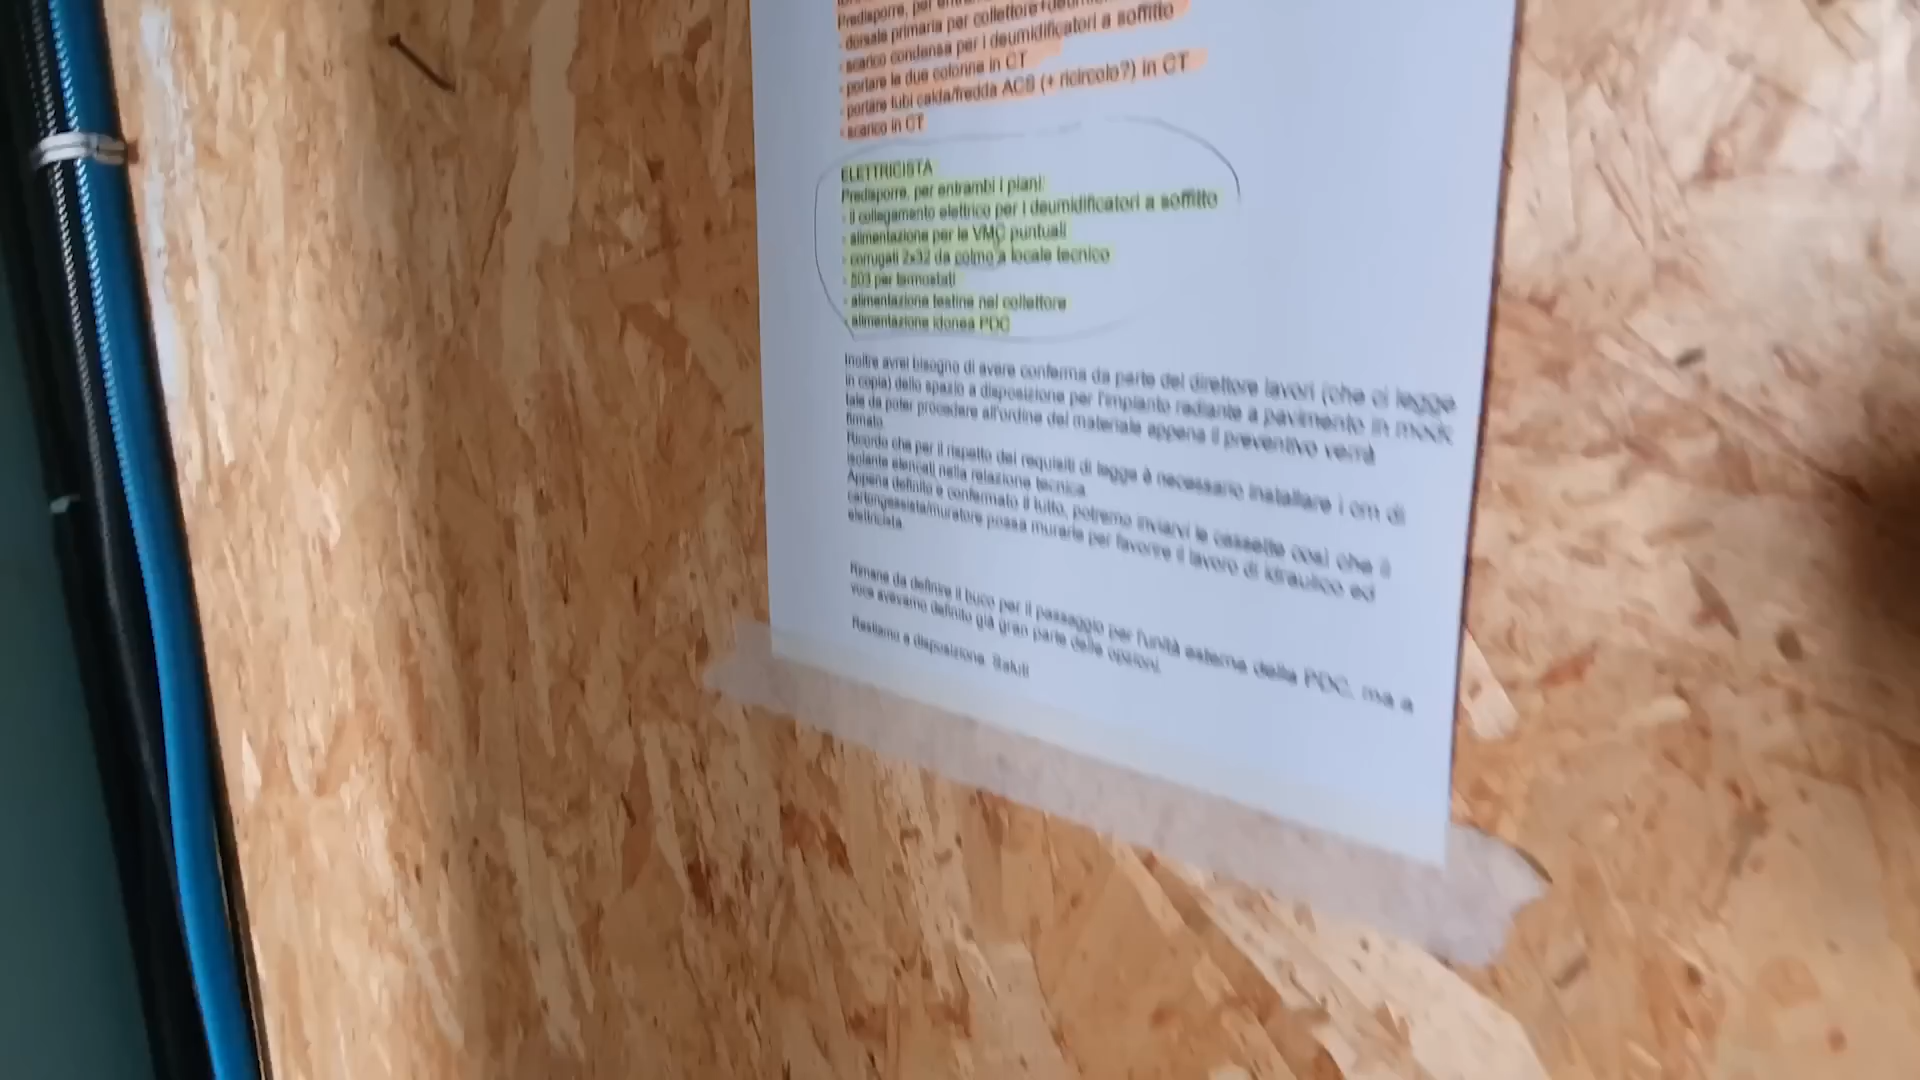 Predisporre, per
- dorsale primaria per collettore+deumidificatori a soffitto
- scarico condensa per i deumidificatori a soffitto
- portare le due colonne in CT
- portare tubi calda/fredda ACS (+ ricircolo?) in CT
- scarico in CT
ELETTRICISTA
Predisporre, per entrambi i piani:
- il collegamento elettrico per i deumidificatori a soffitto
- alimentazione per le VMC puntuali
- corrugati 2x32 da colmo a locale tecnico
- 503 per termostati
- alimentazione testine nel collettore
- alimentazione idonea PDC
Inoltre avrei bisogno di avere conferma da parte del direttore lavori (che ci legge
in copia) dello spazio a disposizione per l'impianto radiante a pavimento in modo
tale da poter procedere all'ordine del materiale appena il preventivo verrà
firmato.
Ricordo che per il rispetto dei requisiti di legge è necessario installare i cm di
isolante elencati nella relazione tecnica.
Appena definito e confermato il tutto, potremo inviarvi le cassette così che il
cartongessista/muratore possa murarle per favorire il lavoro di idraulico ed
elettricista.
Rimane da definire il buco per il passaggio per l'unità esterna della PDC, ma a
voce avevamo definito già gran parte delle opzioni.
Restiamo a disposizione. Saluti